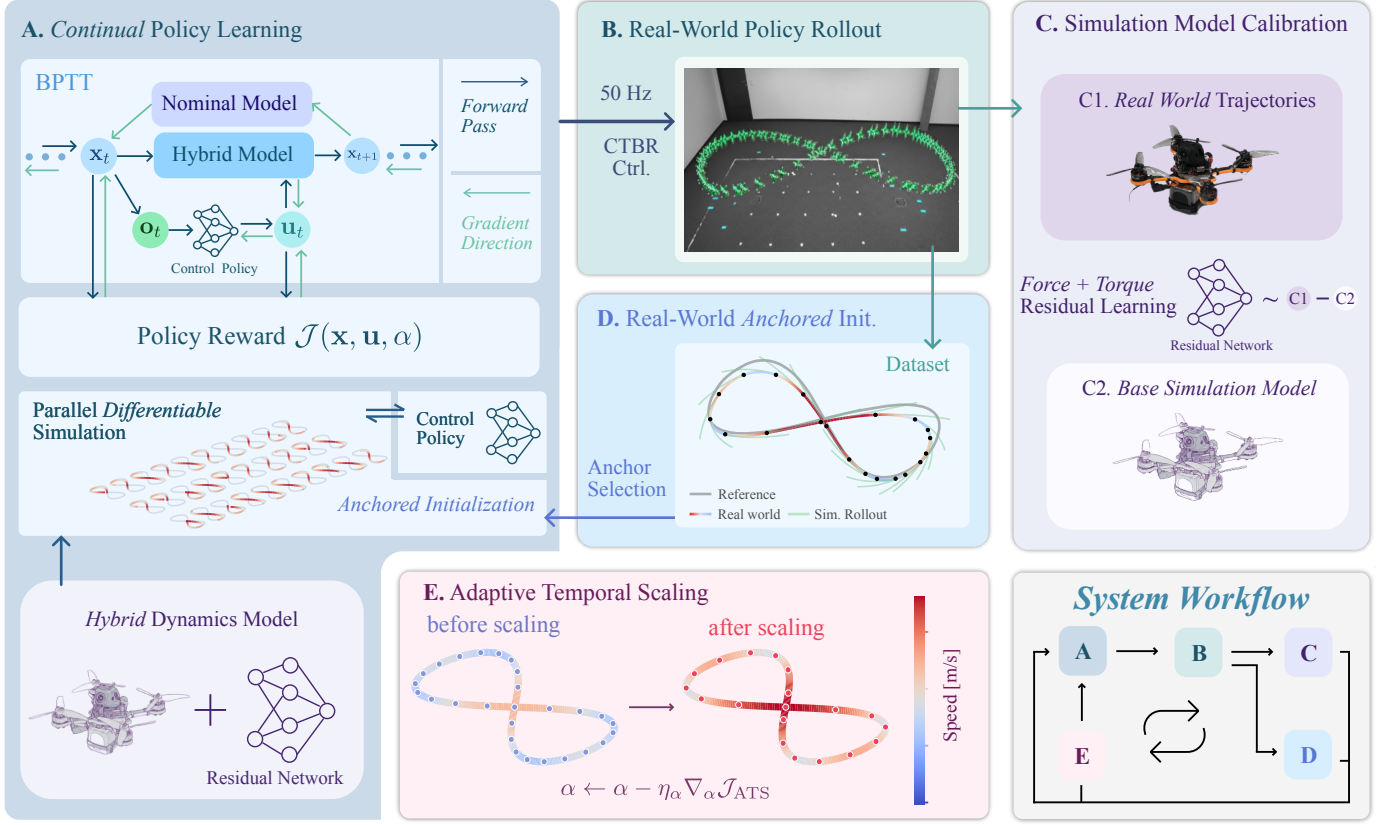 A. Continual Policy Learning
BPTT
Nominal Model
Hybrid Model
x_t
x_{t+1}
o_t
u_t
Control Policy
Forward
Pass
Gradient
Direction
Policy Reward 𝒥(x, u, α)
Parallel Differentiable
Simulation
Control
Policy
Anchored Initialization
Hybrid Dynamics Model
+
Residual Network
50 Hz
CTBR
Ctrl.
B. Real-World Policy Rollout
C. Simulation Model Calibration
C1. Real World Trajectories
Force + Torque
Residual Learning
~ C1 − C2
Residual Network
C2. Base Simulation Model
D. Real-World Anchored Init.
Dataset
Anchor
Selection
Reference
Real world
Sim. Rollout
E. Adaptive Temporal Scaling
before scaling
after scaling
Speed [m/s]
α ← α − η_α ∇_α 𝒥_ATS
System Workflow
A
B
C
E
D